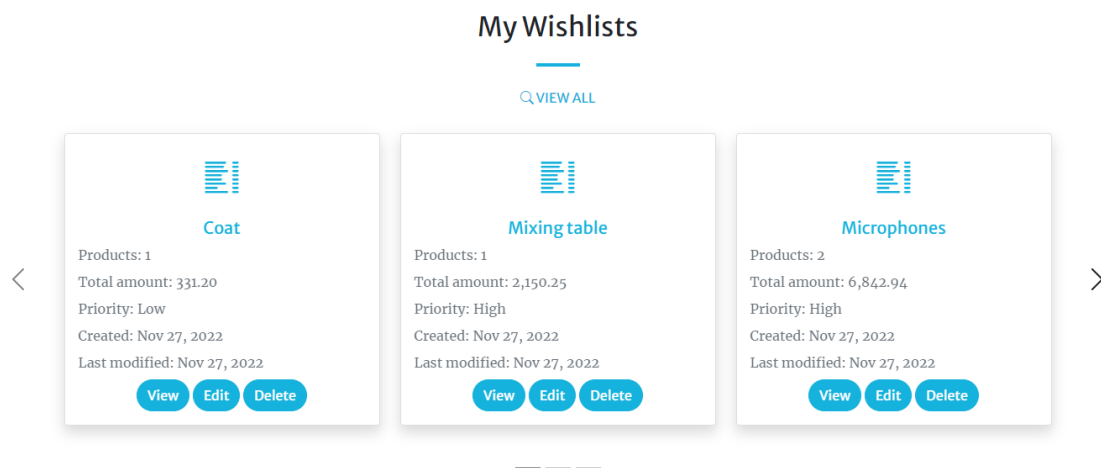 My Wishlists
VIEW ALL
Coat
Products: 1
Total amount: 331.20
Priority: Low
Created: Nov 27, 2022
Last modified: Nov 27, 2022
View Edit Delete
Mixing table
Products: 1
Total amount: 2,150.25
Priority: High
Created: Nov 27, 2022
Last modified: Nov 27, 2022
View Edit Delete
Microphones
Products: 2
Total amount: 6,842.94
Priority: High
Created: Nov 27, 2022
Last modified: Nov 27, 2022
View Edit Delete